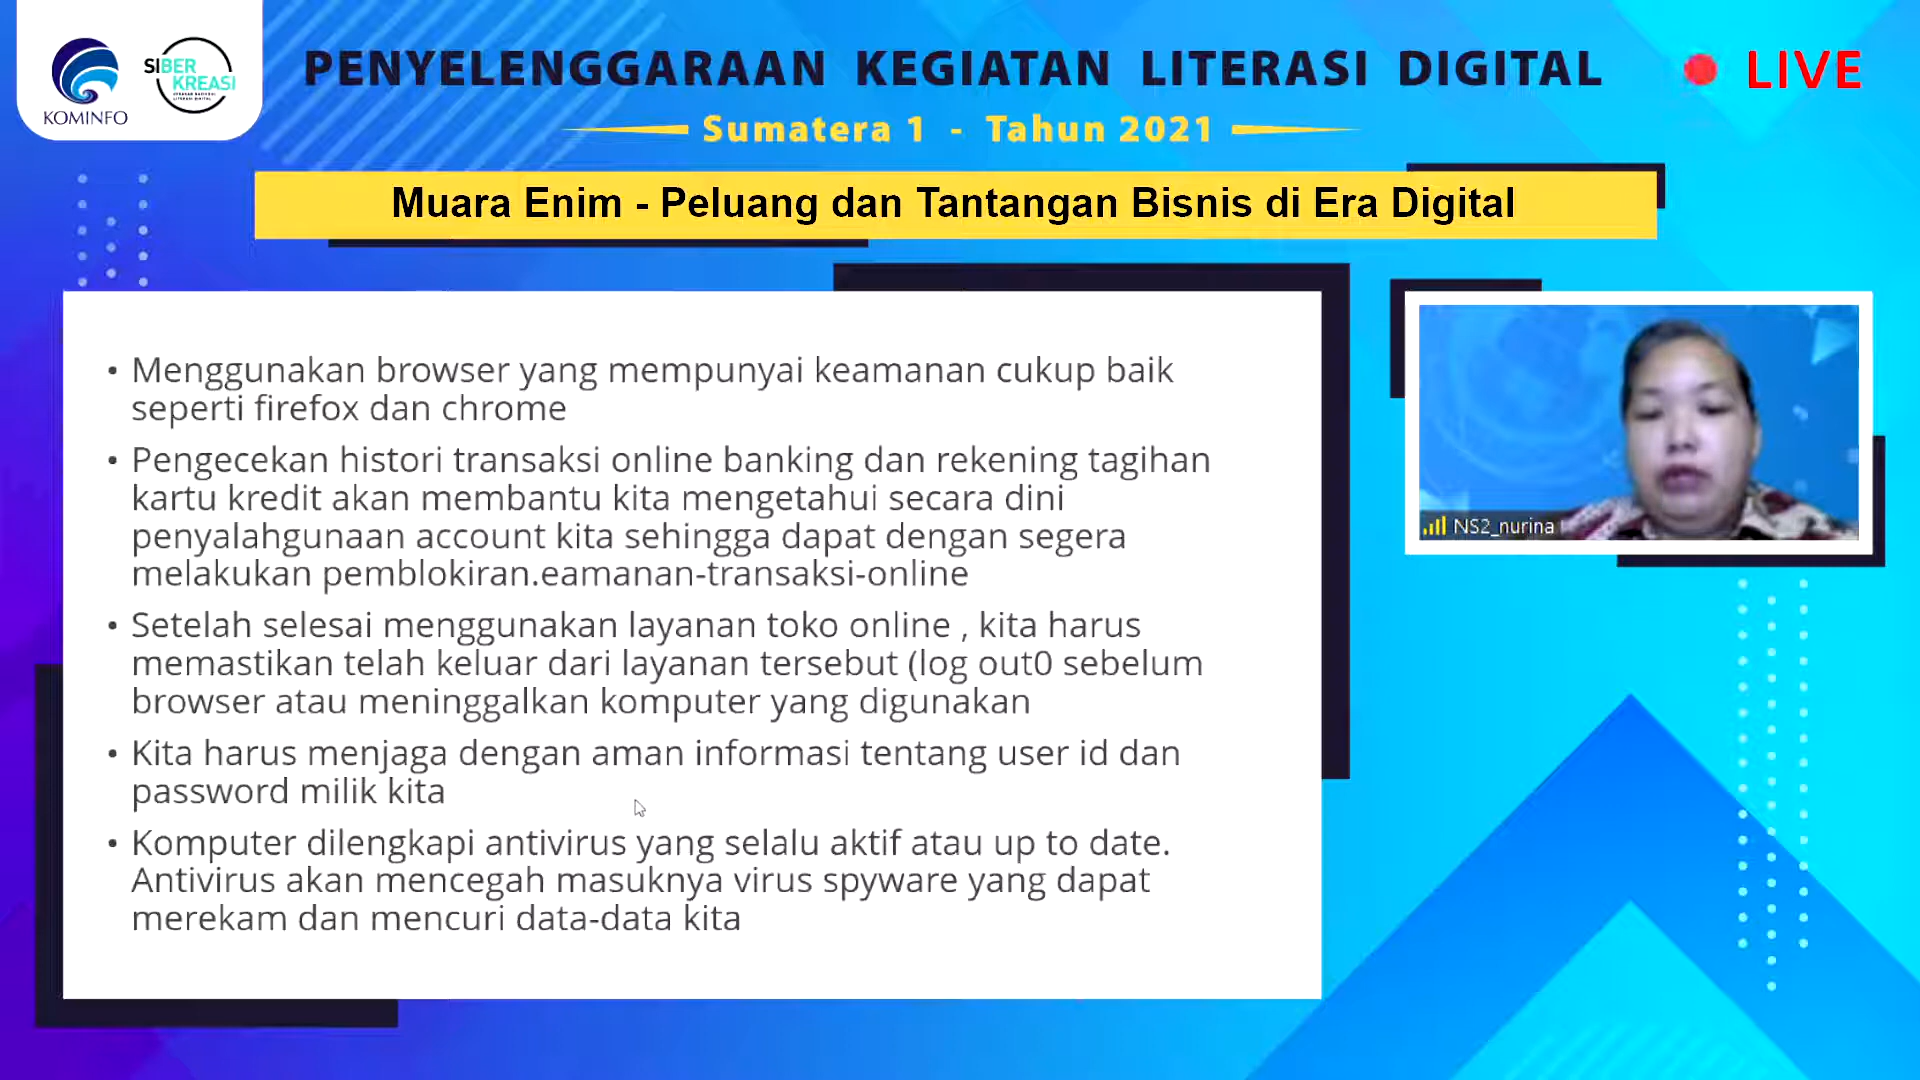 KOMINFO
SIBER
KREASI
PENYELENGGARAAN KEGIATAN LITERASI DIGITAL
LIVE
Sumatera 1 - Tahun 2021
Muara Enim - Peluang dan Tantangan Bisnis di Era Digital
• Menggunakan browser yang mempunyai keamanan cukup baik
seperti firefox dan chrome
• Pengecekan histori transaksi online banking dan rekening tagihan
kartu kredit akan membantu kita mengetahui secara dini
penyalahgunaan account kita sehingga dapat dengan segera
melakukan pemblokiran.eamanan-transaksi-online
• Setelah selesai menggunakan layanan toko online , kita harus
memastikan telah keluar dari layanan tersebut (log out0 sebelum
browser atau meninggalkan komputer yang digunakan
• Kita harus menjaga dengan aman informasi tentang user id dan
password milik kita
• Komputer dilengkapi antivirus yang selalu aktif atau up to date.
Antivirus akan mencegah masuknya virus spyware yang dapat
merekam dan mencuri data-data kita
NS2_nurina